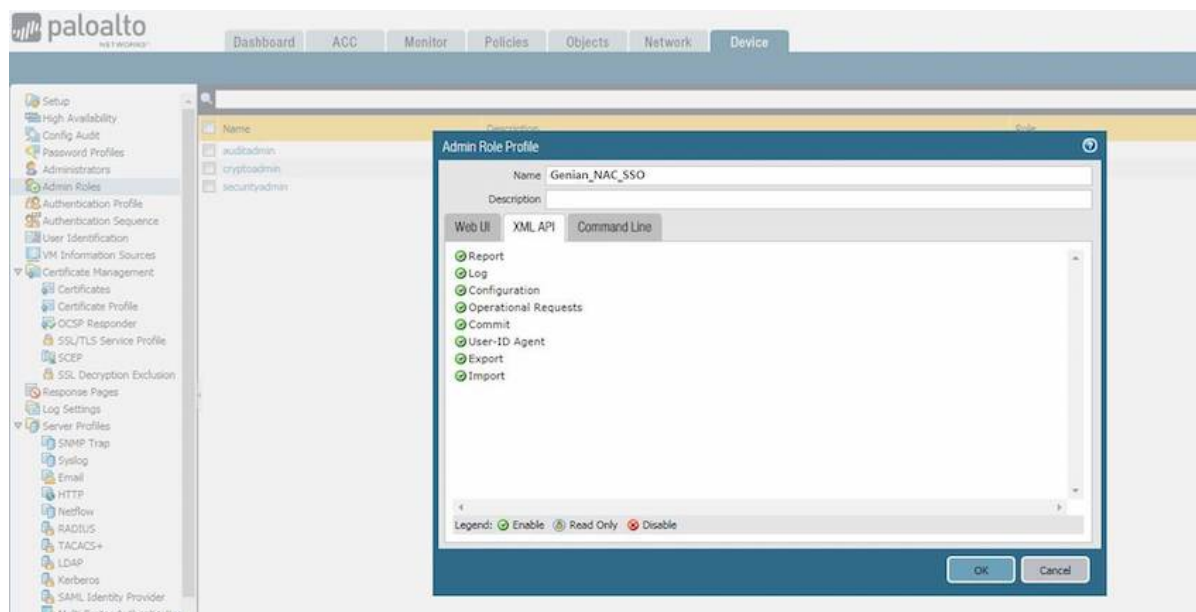 paloalto
NETWORKS
Dashboard ACC Monitor Policies Objects Network Device
Setup
High Availability
Config Audit
Password Profiles
Administrators
Admin Roles
Authentication Profile
Authentication Sequence
User Identification
VM Information Sources
Certificate Management
Certificates
Certificate Profile
OCSP Responder
SSL/TLS Service Profile
SCEP
SSL Decryption Exclusion
Response Pages
Log Settings
Server Profiles
SNMP Trap
Syslog
Email
HTTP
Netflow
RADIUS
TACACS+
LDAP
Kerberos
SAML Identity Provider
Name Description Role
auditadmin
cryptoadmin
securityadmin
Admin Role Profile
Name Genian_NAC_SSO
Description
Web UI XML API Command Line
Report
Log
Configuration
Operational Requests
Commit
User-ID Agent
Export
Import
Legend: Enable Read Only Disable
OK Cancel